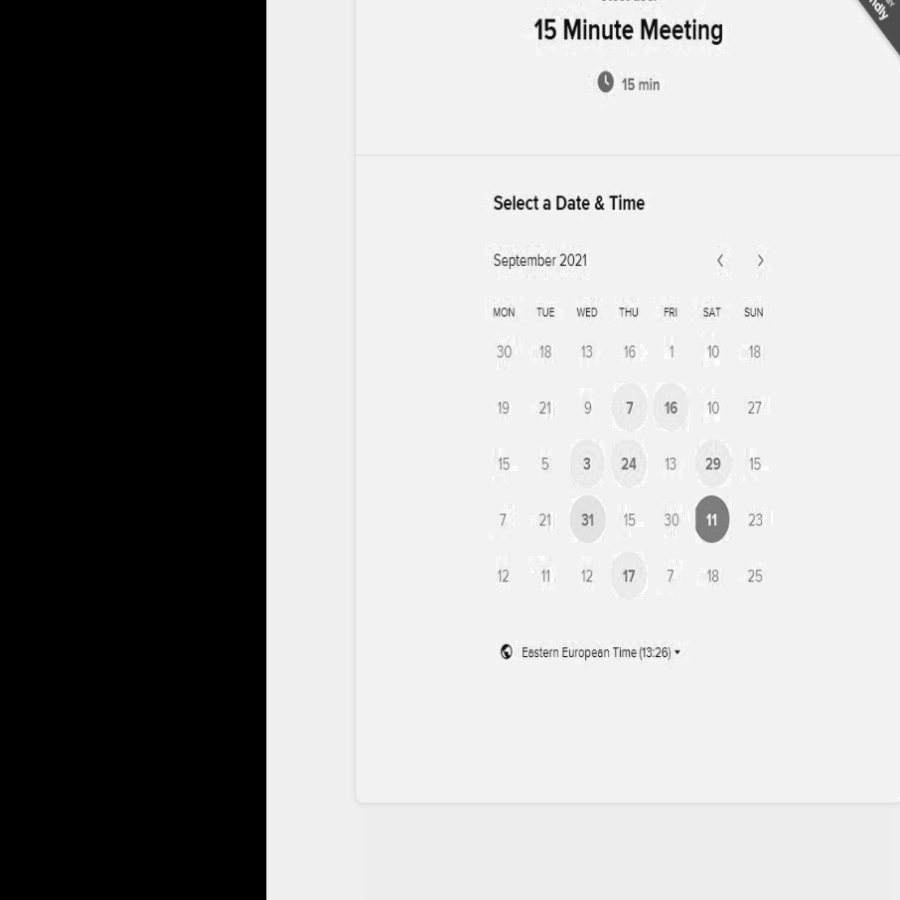 15 Minute Meeting
15 min
Select a Date & Time
September 2021
MON TUE WED THU FRI SAT SUN
30 18 13 16 1 10 18
19 21 9 7 16 10 27
15 5 3 24 13 29 15
7 21 31 15 30 11 23
12 11 12 17 7 18 25
Eastern European Time (13:26)